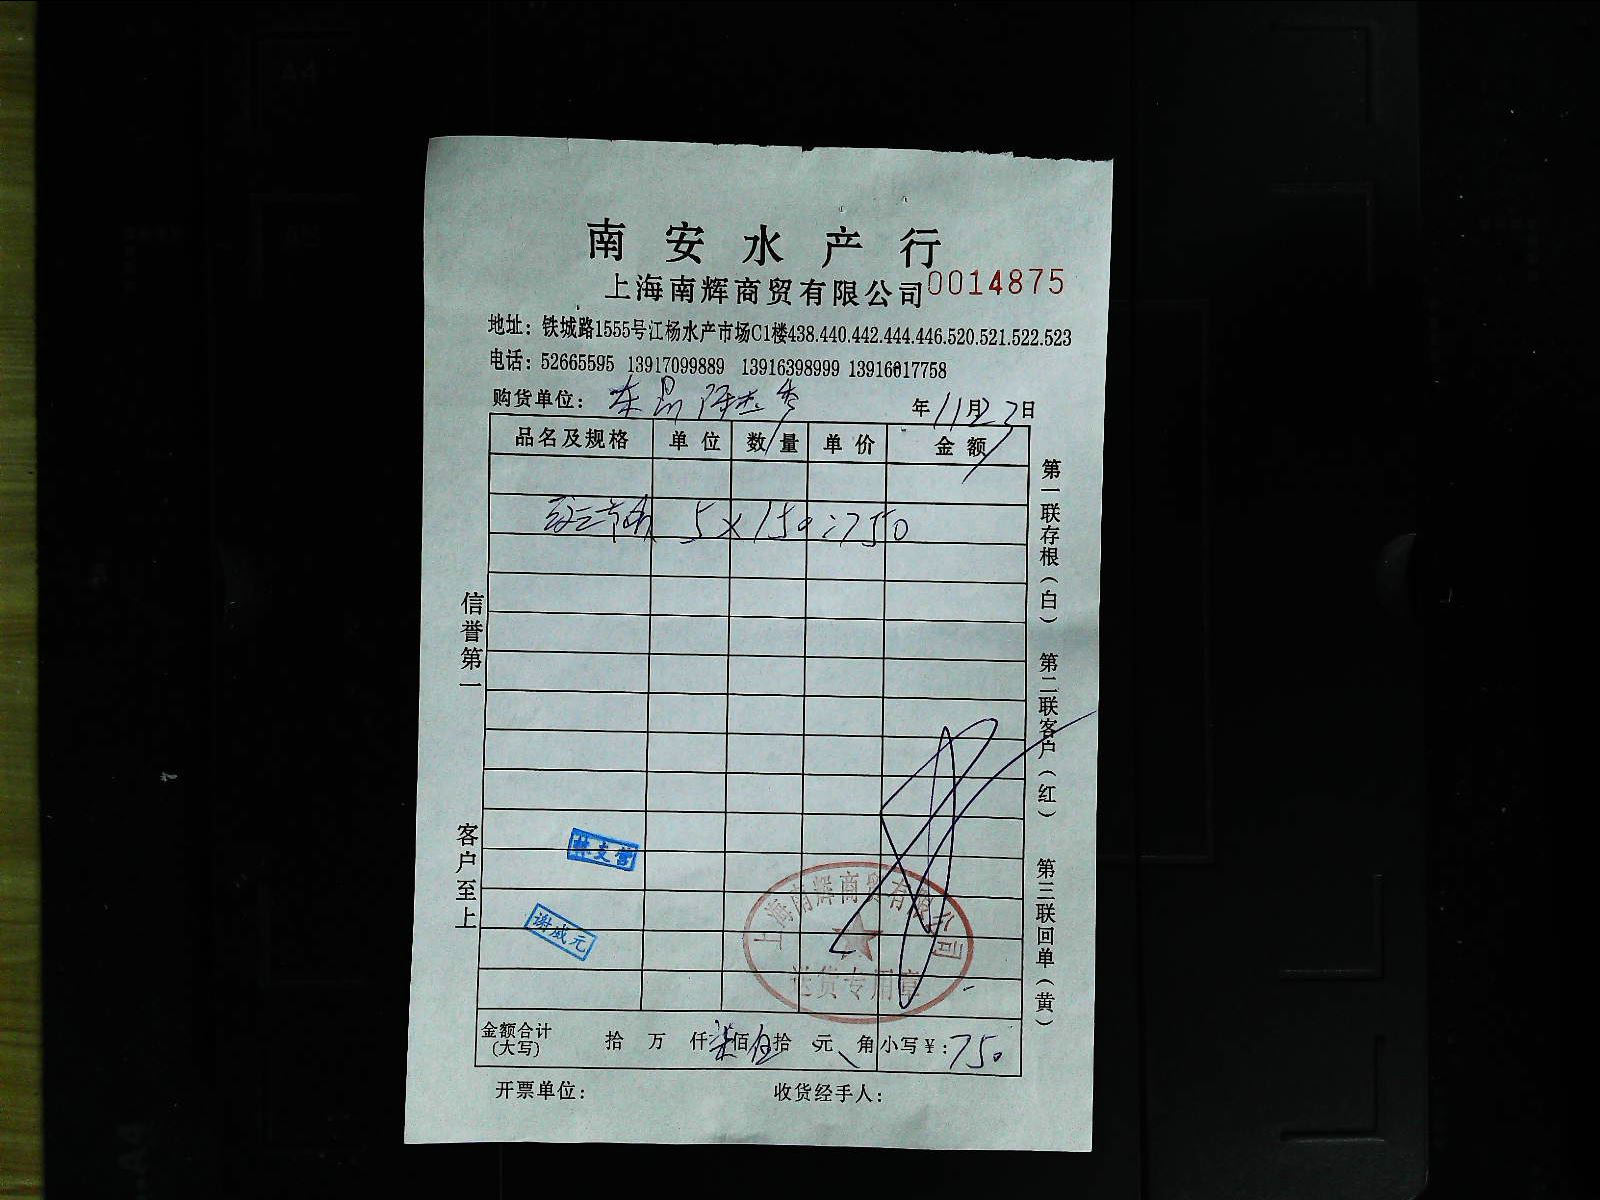 南安水产行
上海南辉商贸有限公司 0014875
地址：铁城路1555号江杨水产市场C1楼438.440.442.444.446.520.521.522.523
电话：52665595 13917099889 13916398999 13916017758
购货单位：
年11月23日
品名及规格 单位 数量 单价 金额
5×150=750
信誉第一
客户至上
第一联存根（白） 第二联客户（红） 第三联回单（黄）
谢威元
上海南辉商贸有限公司
送货专用章
金额合计（大写） 拾 万 仟柒佰伍拾 元 角 小写￥：750
开票单位： 收货经手人：